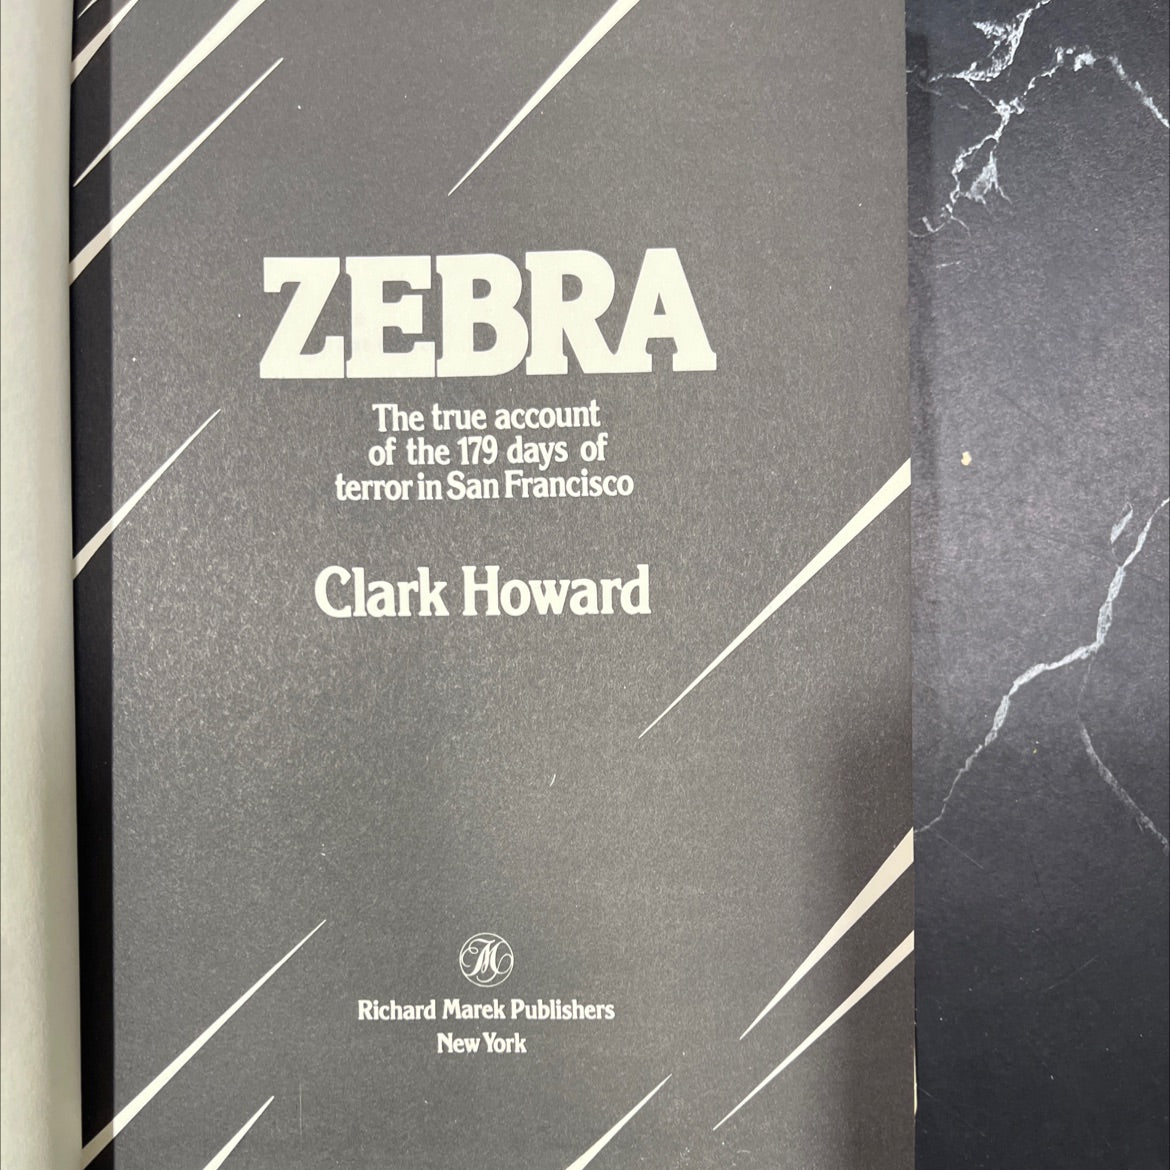 ZEBRA
The true account
of the 179 days of
terror in San Francisco
Clark Howard
M
Richard Marek Publishers
New York